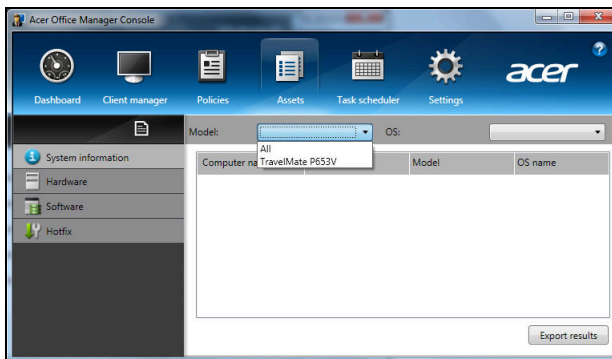 Acer Office Manager Console
acer
?
Dashboard Client manager Policies Assets Task scheduler Settings
Model: OS:
All
TravelMate P653V
Computer na Model OS name
System information
Hardware
Software
Hotfix
Export results